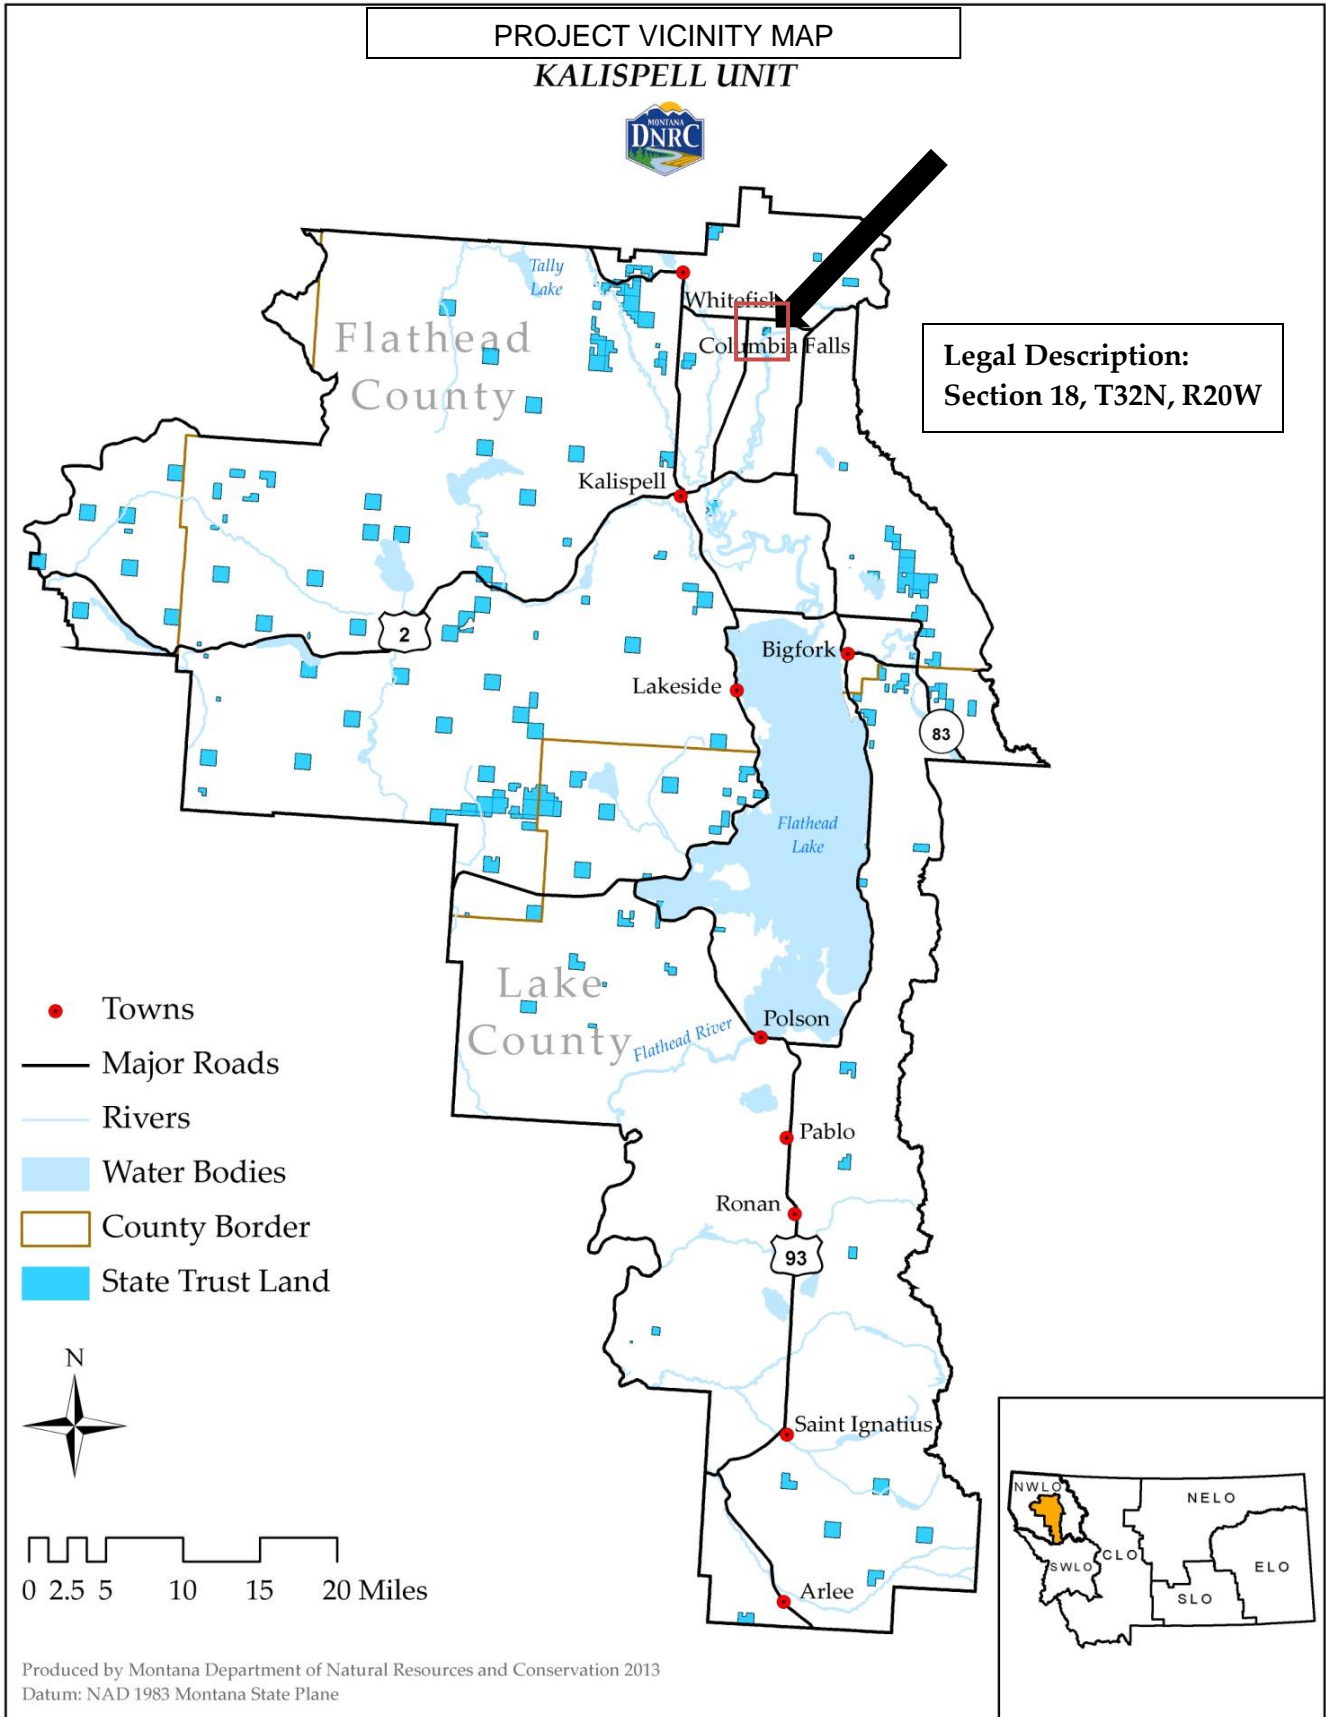 PROJECT VICINITY MAP
KALISPELL UNIT
MONTANA
DNRC
Tally
Lake
Whitefish
Columbia Falls
Flathead
County
Legal Description:
Section 18, T32N, R20W
Kalispell
2
Bigfork
Lakeside
83
Flathead
Lake
Lake
County
Flathead River
Polson
Towns
Major Roads
Rivers
Water Bodies
County Border
State Trust Land
Pablo
Ronan
93
N
Saint Ignatius
Arlee
0 2.5 5 10 15 20 Miles
NWLO
NELO
CLO
SWLO
ELO
SLO
Produced by Montana Department of Natural Resources and Conservation 2013
Datum: NAD 1983 Montana State Plane